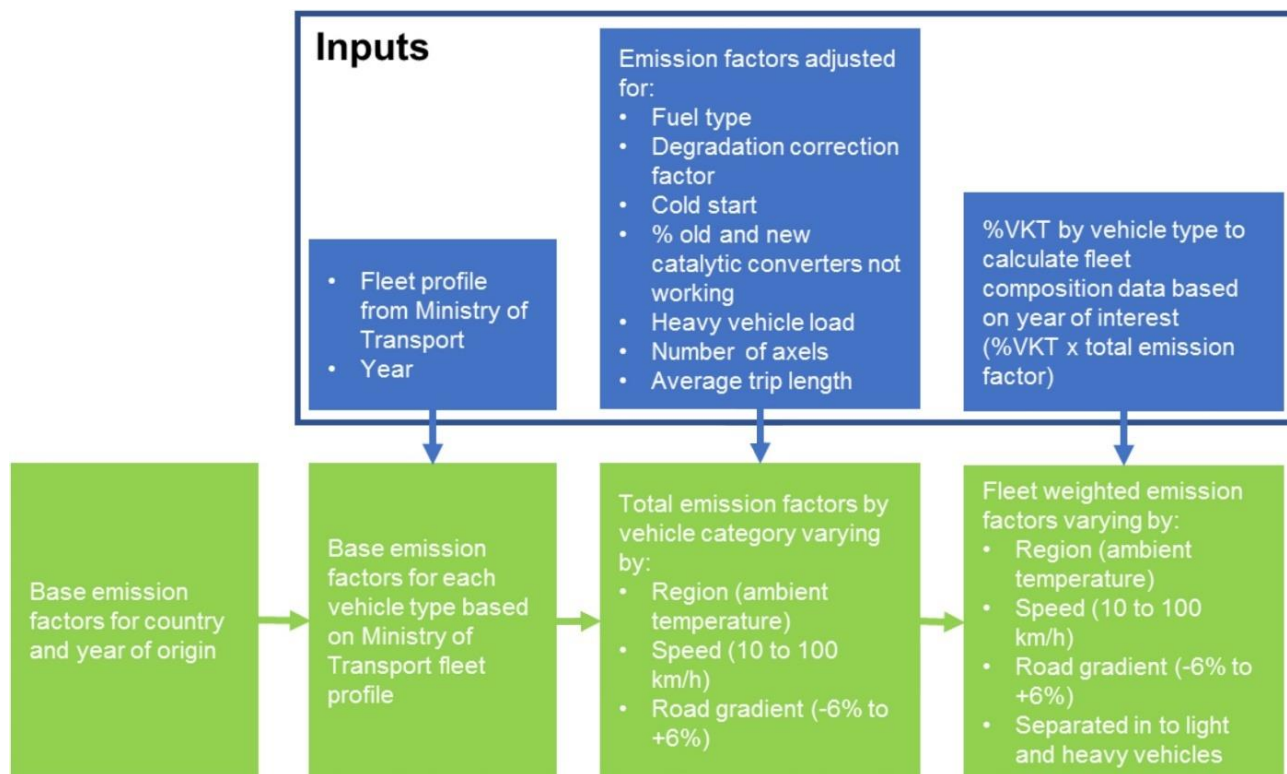 Inputs
Emission factors adjusted
for:
• Fuel type
• Degradation correction
factor
• Cold start
• % old and new
catalytic converters not
working
• Heavy vehicle load
• Number of axels
• Average trip length
• Fleet profile
from Ministry of
Transport
• Year
%VKT by vehicle type to
calculate fleet
composition data based
on year of interest
(%VKT x total emission
factor)
Base emission
factors for country
and year of origin
Base emission
factors for each
vehicle type based
on Ministry of
Transport fleet
profile
Total emission factors by
vehicle category varying
by:
• Region (ambient
temperature)
• Speed (10 to 100
km/h)
• Road gradient (-6% to
+6%)
Fleet weighted emission
factors varying by:
• Region (ambient
temperature)
• Speed (10 to 100
km/h)
• Road gradient (-6% to
+6%)
• Separated in to light
and heavy vehicles